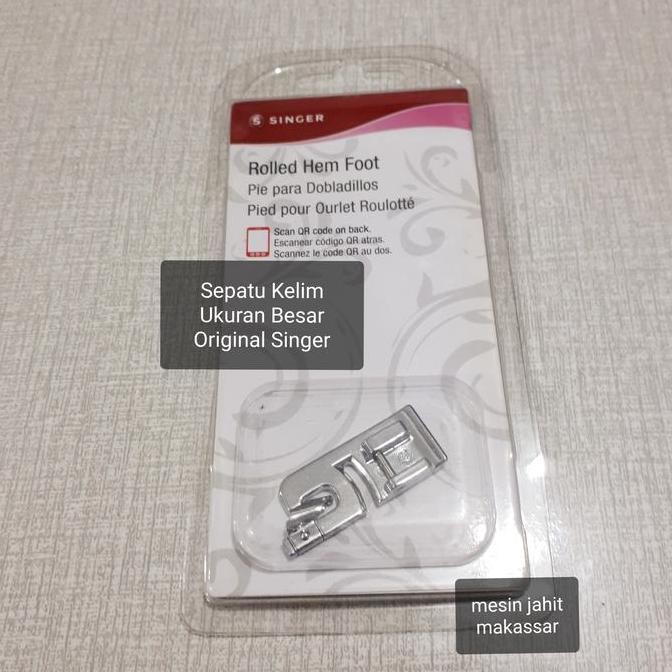 SINGER
Rolled Hem Foot
Pie para Dobladillos
Pied pour Ourlet Roulotté
Scan QR code on back.
Escanear código QR atras.
Scannez le code QR au dos.
Sepatu Kelim
Ukuran Besar
Original Singer
mesin jahit
makassar